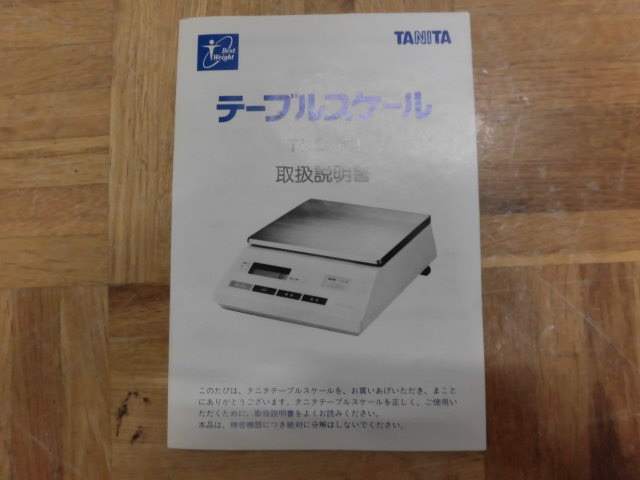 Best
Weight
TANITA
テーブルスケール
取扱説明書
このたびは、タニタテーブルスケールを、お買いあげいただき、まこと
にありがとうございます。タニタテーブルスケールを正しく、ご使用い
ただくために、取扱説明書をよくお読みください。
本品は、精密機器につき絶対に分解はしないでください。